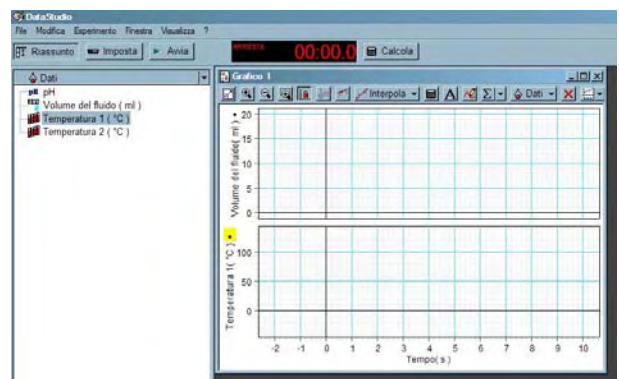 DataStudio
File Modifica Esperimento Finestra Visualizza ?
Riassunto Imposta Avvia 00:00.0 Calcola
Dati
pH pH
Volume del fluido ( ml )
Temperatura 1 ( °C )
Temperatura 2 ( °C )
Grafico 1
Interpola A Σ Dati
Volume del fluido( ml )
20
15
10
5
0
Temperatura 1( °C )
100
50
0
-2 -1 0 1 2 3 4 5 6 7 8 9 10
Tempo( s )